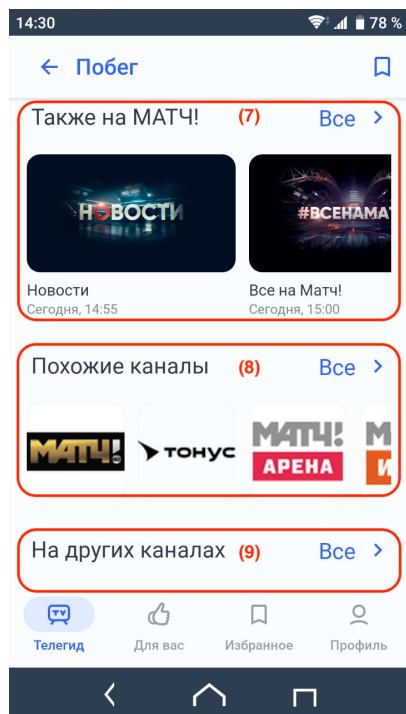 14:30 78 %
← Побег
Также на МАТЧ! (7) Все >
НОВОСТИ #ВСЕНАМА
Новости Все на Матч!
Сегодня, 14:55 Сегодня, 15:00
Похожие каналы (8) Все >
МАТЧ! ТОНУС МАТЧ! М
АРЕНА И
На других каналах (9) Все >
TV
Телегид Для вас Избранное Профиль